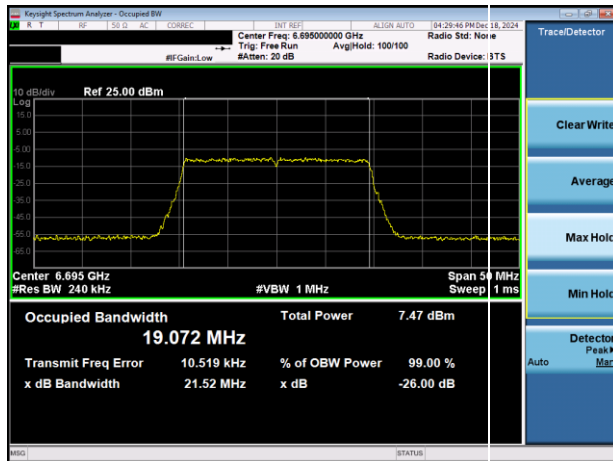 Keysight Spectrum Analyzer - Occupied BW
R T RF 50 Ω AC CORREC INT REF ALIGN AUTO 04:29:46 PM Dec 18, 2024
Center Freq: 6.695000000 GHz Radio Std: None
Trig: Free Run Avg|Hold: 100/100
#IFGain:Low #Atten: 20 dB Radio Device: BTS
Trace/Detector
10 dB/div Ref 25.00 dBm
Log
15.0
5.00
-5.00
-15.0
-25.0
-35.0
-45.0
-55.0
-65.0
Center 6.695 GHz Span 50 MHz
#Res BW 240 kHz #VBW 1 MHz Sweep 1 ms
Occupied Bandwidth Total Power 7.47 dBm
19.072 MHz
Transmit Freq Error 10.519 kHz % of OBW Power 99.00 %
x dB Bandwidth 21.52 MHz x dB -26.00 dB
Clear Write
Average
Max Hold
Min Hold
Detector
Peak
Auto Man
MSG STATUS